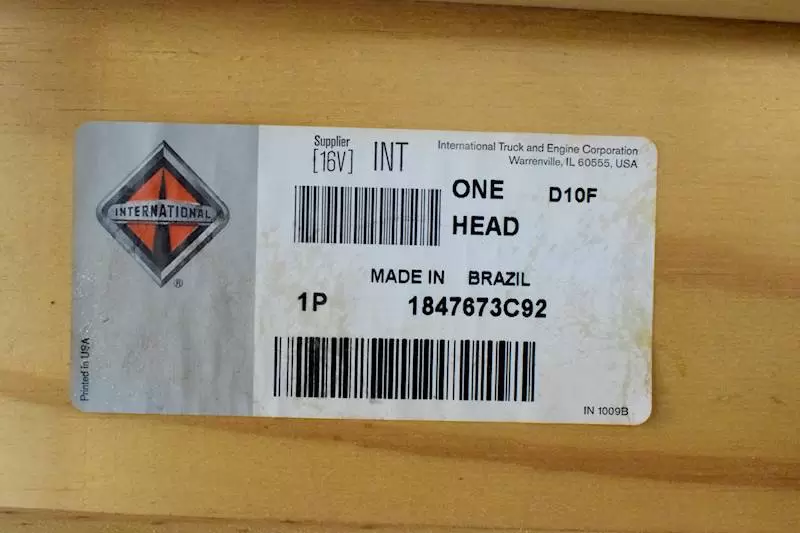 Supplier
[16V] INT
International Truck and Engine Corporation
Warrenville, IL 60555, USA
INTERNATIONAL
®
ONE D10F
HEAD
MADE IN BRAZIL
1P 1847673C92
Printed in USA
IN 1009B